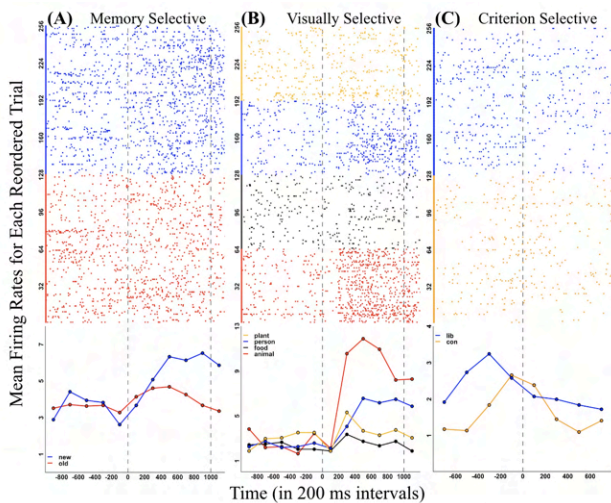 (A) Memory Selective
(B) Visually Selective
(C) Criterion Selective
Mean Firing Rates for Each Reordered Trial
256
224
192
160
128
96
64
32
7
5
3
1
new
old
-800 -600 -400 -200 0 200 400 600 800 1000
256
224
192
160
128
96
64
32
13
9
5
1
plant
person
food
animal
-800 -600 -400 -200 0 200 400 600 800 1000
256
224
192
160
128
96
64
32
4
3
2
1
lib
con
-600 -400 -200 0 200 400 600
Time (in 200 ms intervals)